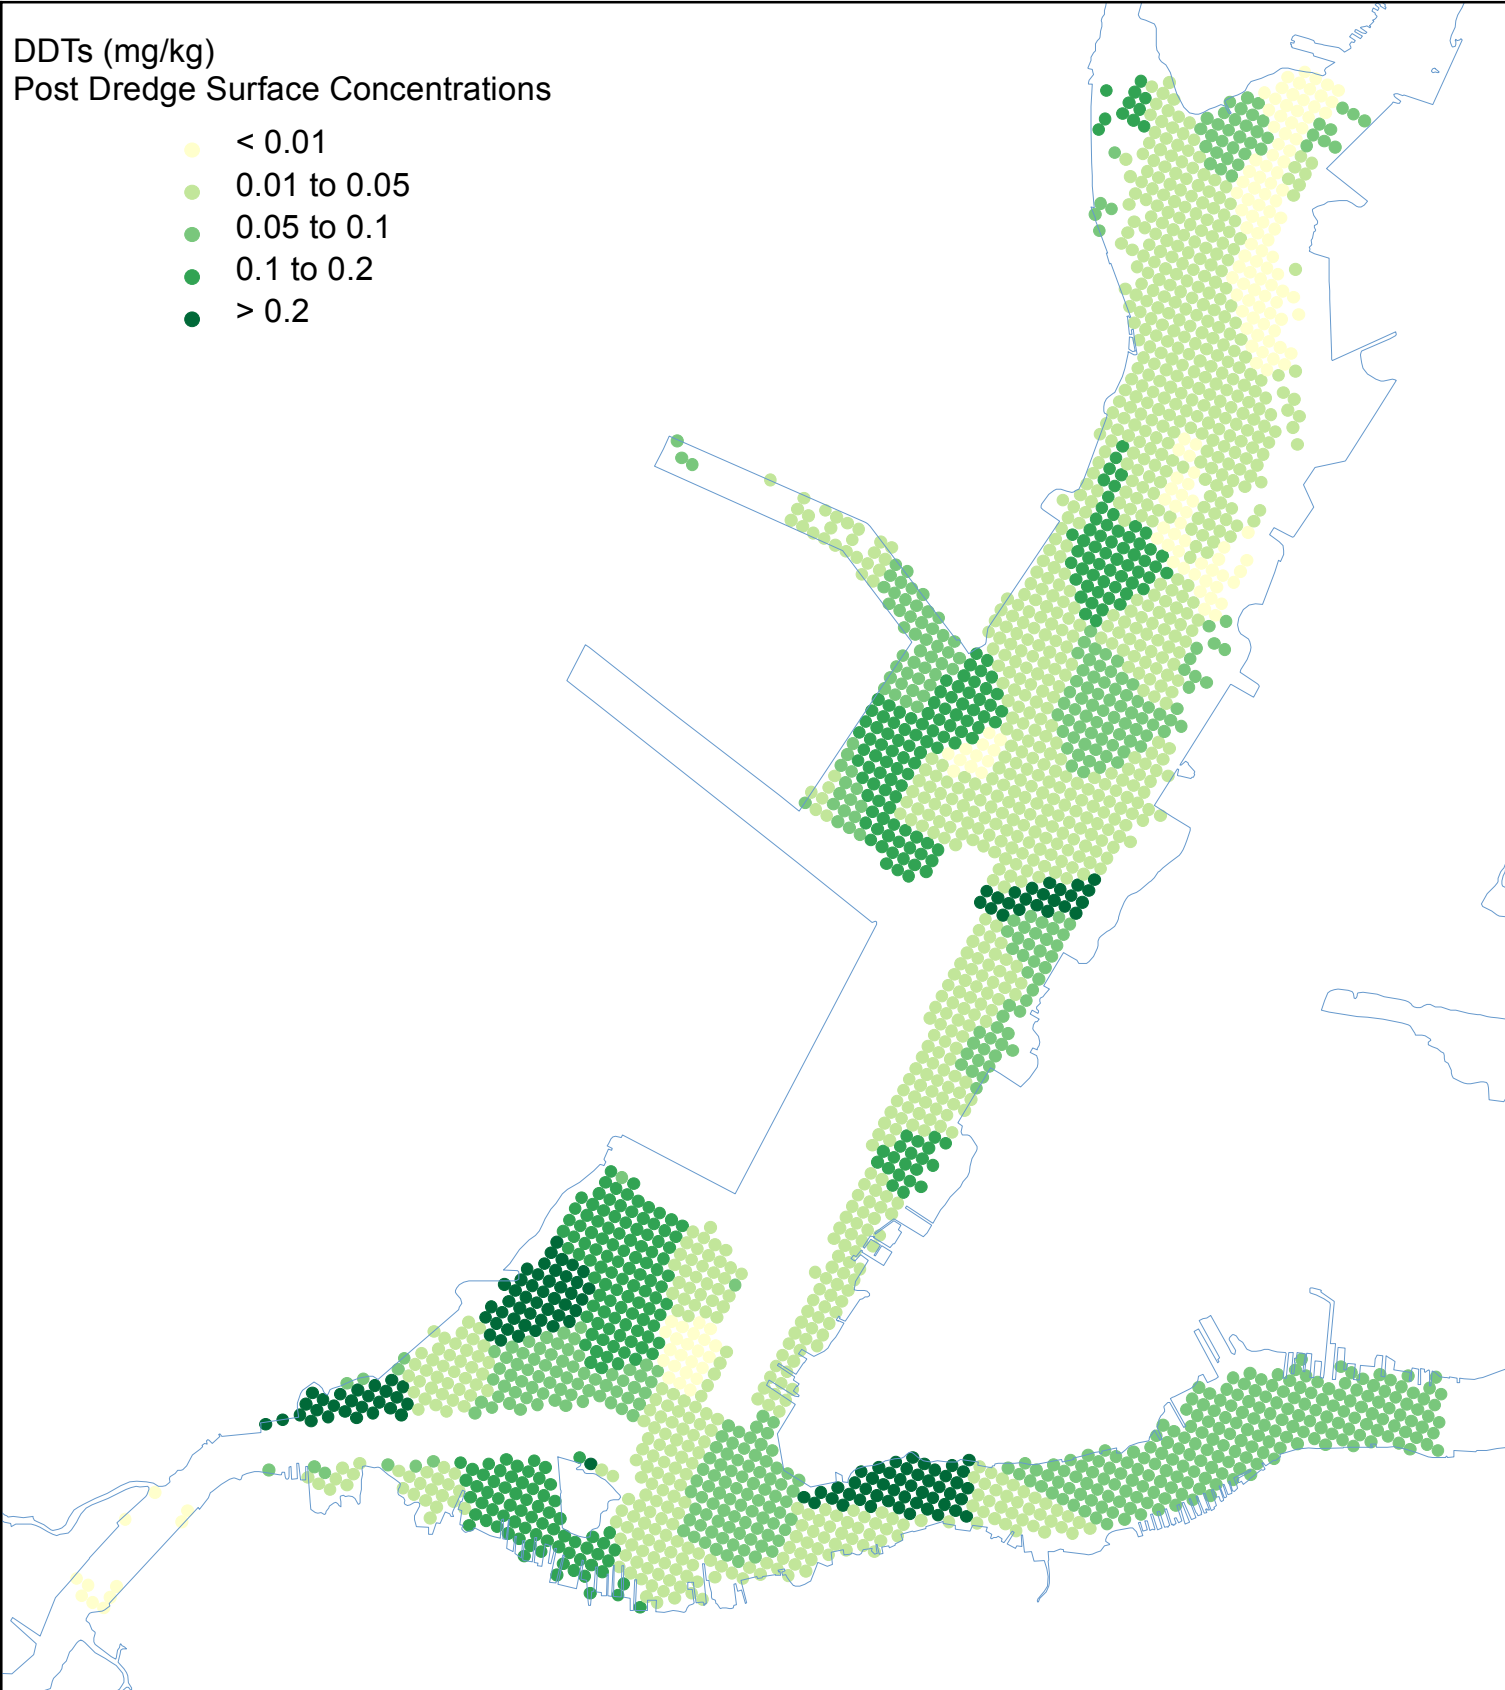 DDTs (mg/kg)
Post Dredge Surface Concentrations
< 0.01
0.01 to 0.05
0.05 to 0.1
0.1 to 0.2
> 0.2